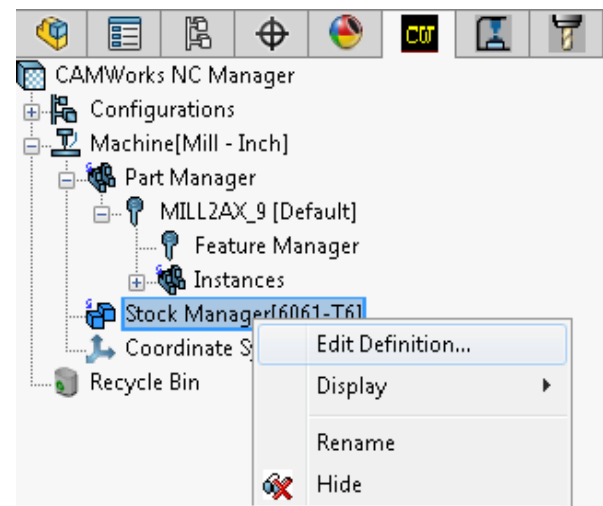 CW
CAMWorks NC Manager
Configurations
Machine[Mill - Inch]
Part Manager
MILL2AX_9 [Default]
Feature Manager
Instances
Stock Manager[6061-T6]
Edit Definition...
Coordinate S
Display
Recycle Bin
Rename
Hide